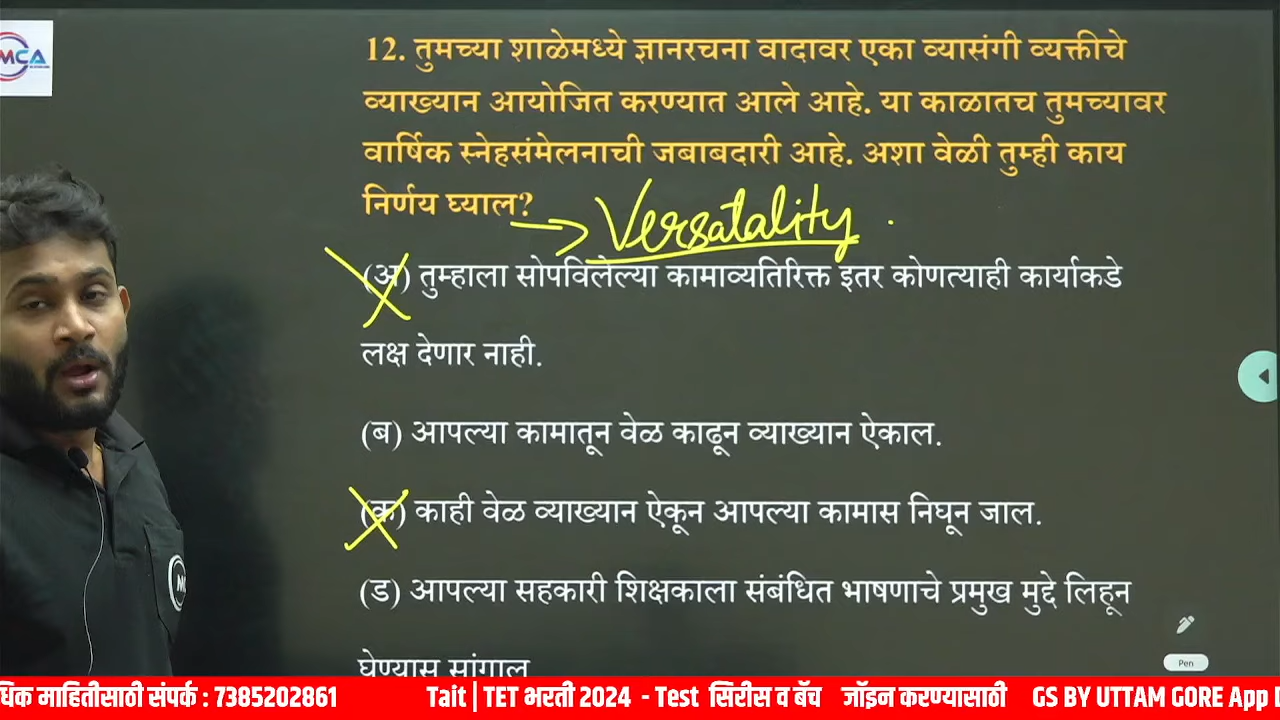 MCA
12. तुमच्या शाळेमध्ये ज्ञानरचना वादावर एका व्यासंगी व्यक्तीचे
व्याख्यान आयोजित करण्यात आले आहे. या काळातच तुमच्यावर
वार्षिक स्नेहसंमेलनाची जबाबदारी आहे. अशा वेळी तुम्ही काय
निर्णय घ्याल?
Versatality
(अ) तुम्हाला सोपविलेल्या कामाव्यतिरिक्त इतर कोणत्याही कार्याकडे
लक्ष देणार नाही.
(ब) आपल्या कामातून वेळ काढून व्याख्यान ऐकाल.
(क) काही वेळ व्याख्यान ऐकून आपल्या कामास निघून जाल.
(ड) आपल्या सहकारी शिक्षकाला संबंधित भाषणाचे प्रमुख मुद्दे लिहून
घेण्यास सांगाल
Pen
धिक माहितीसाठी संपर्क : 7385202861 Tait | TET भरती 2024 - Test सिरीस व बॅच जॉइन करण्यासाठी GS BY UTTAM GORE App